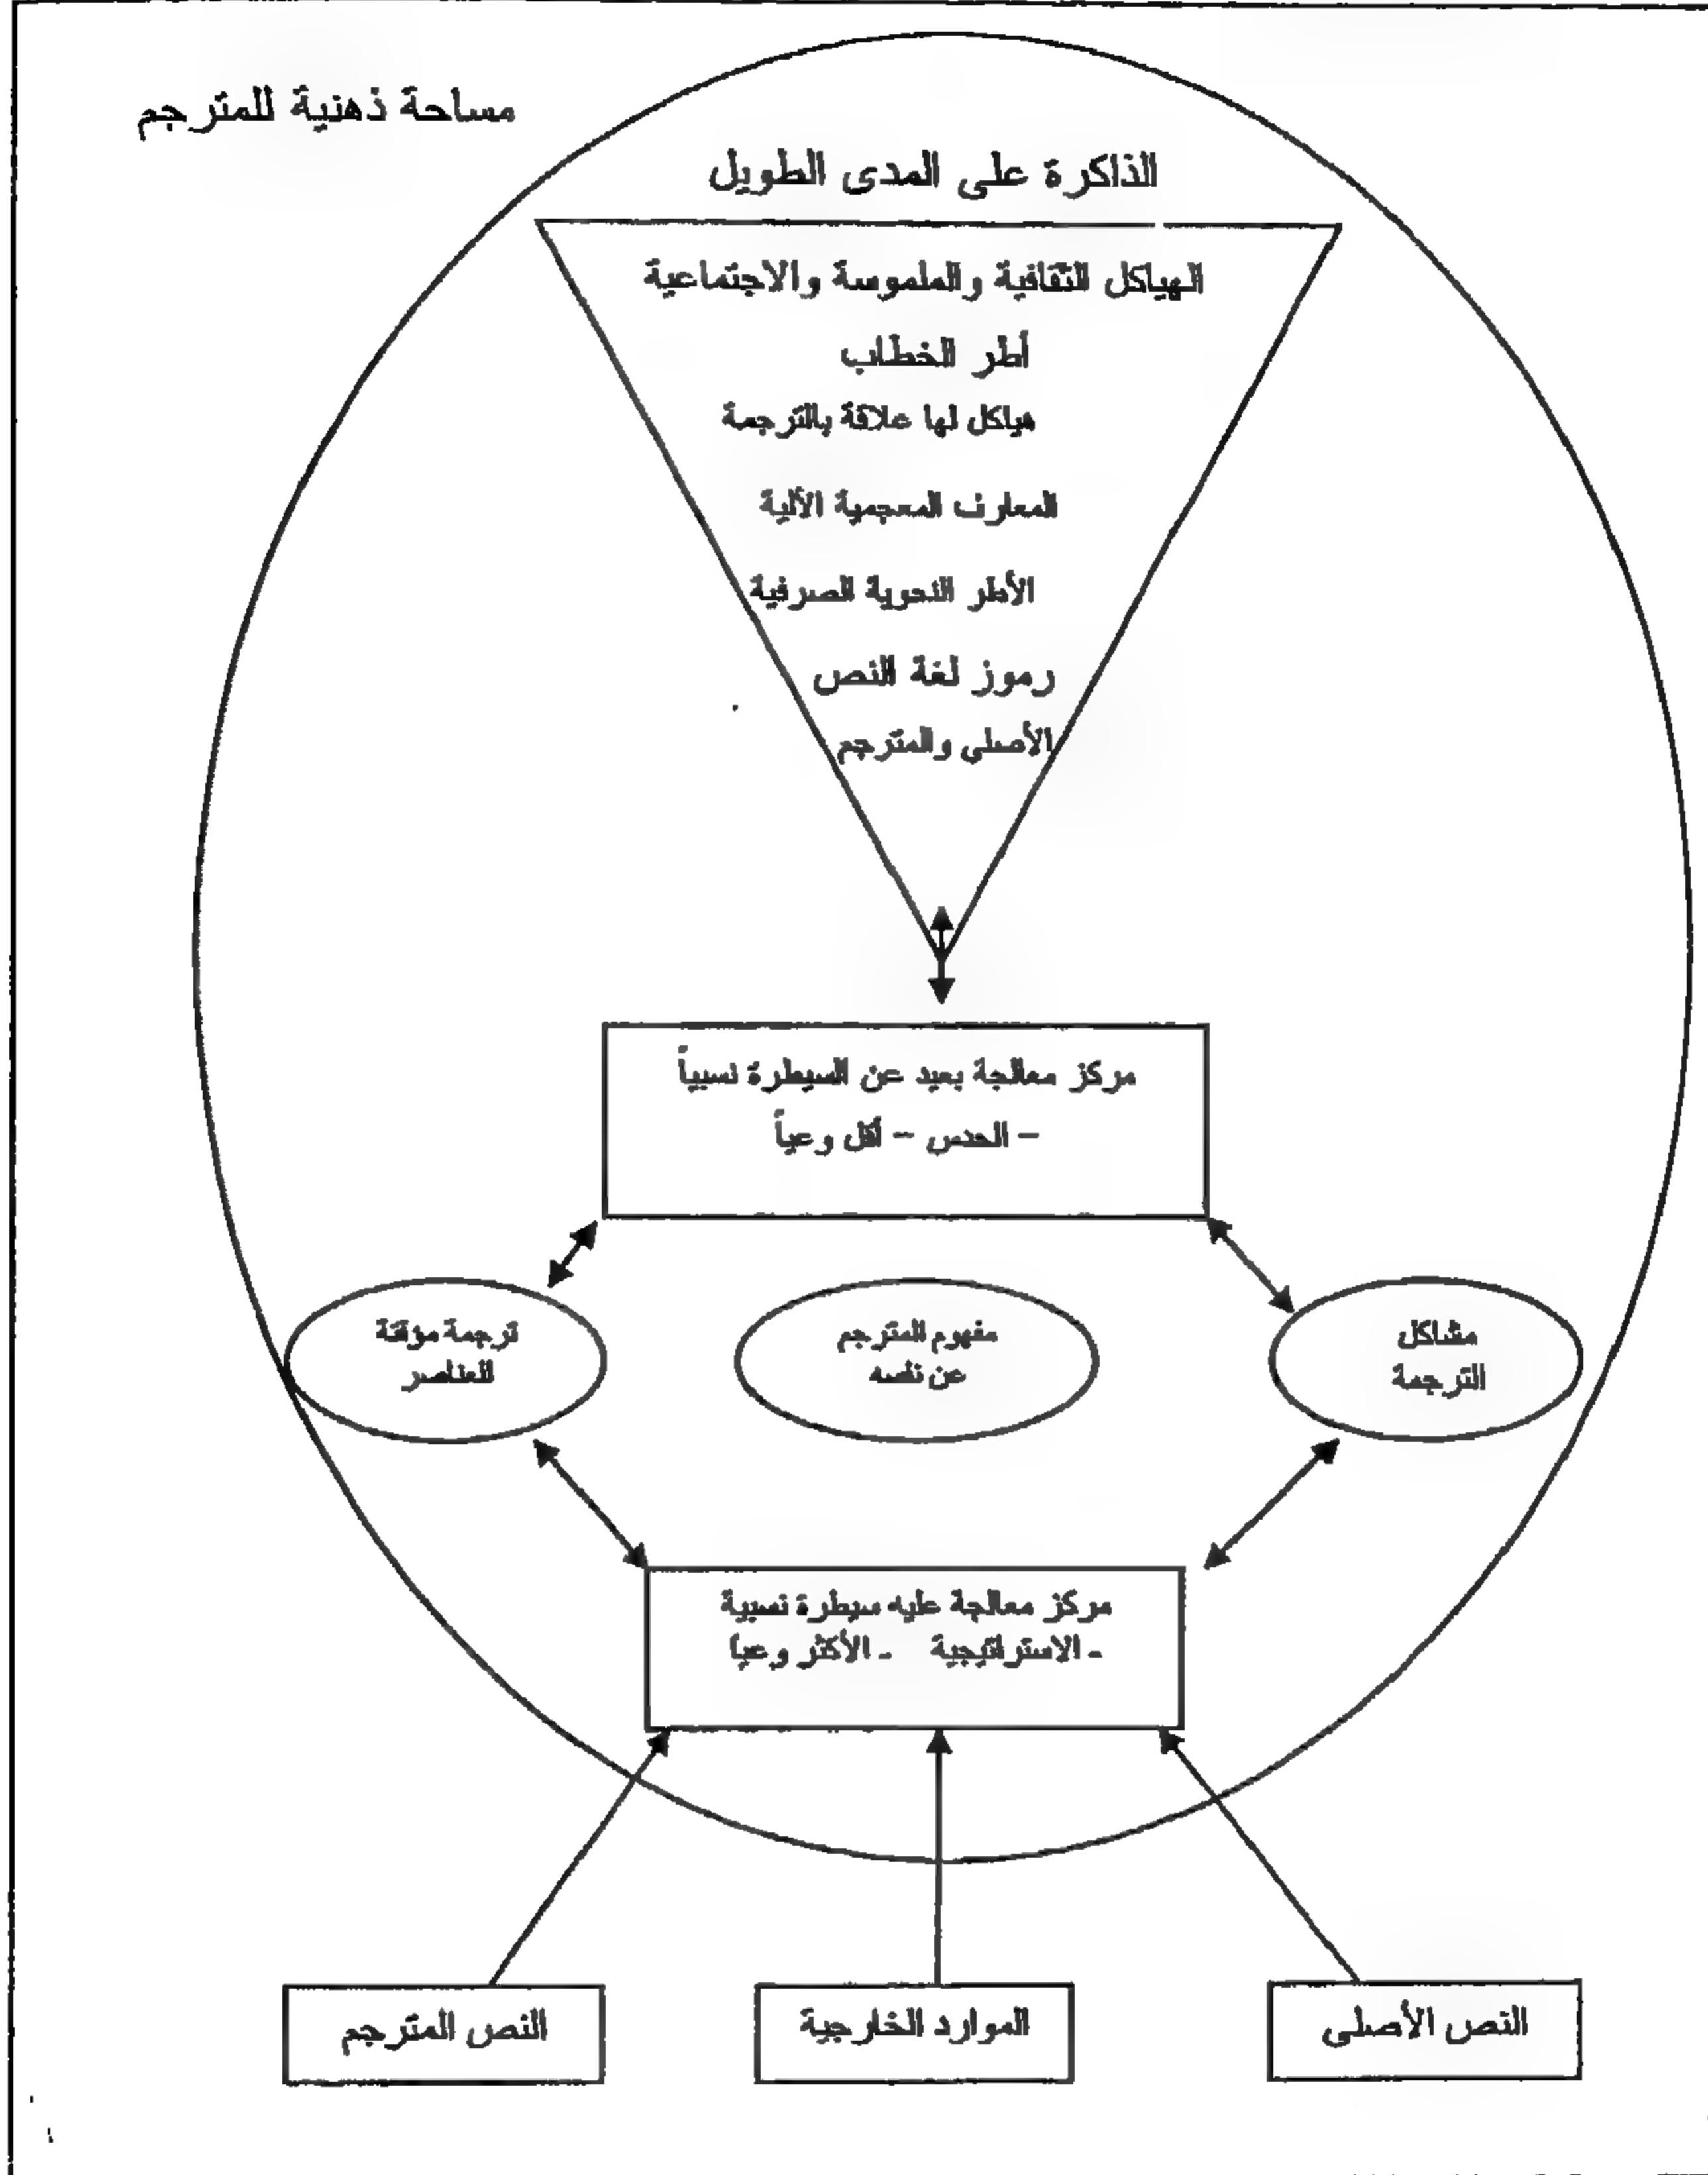 مساحة ذهنية للمترجم
الذاكرة على المدى الطويل
الهياكل الثقافية والملموسة والاجتماعية
أطر الخطاب
هياكل لها علاقة بالترجمة
المعارف المعجمية الآلية
الأطر النحوية الصرفية
رموز لغة النص
الأصلى والمترجم
مركز معالجة بعيد عن السيطرة نسبياً
– الحدس – أقل وعياً
مشاكل
الترجمة
مفهوم المترجم
عن نفسه
ترجمة مؤقتة
للعناصر
مركز معالجة عليه سيطرة نسبية
- الاستراتيجية - الأكثر وعيا
النص الأصلى
الموارد الخارجية
النص المترجم